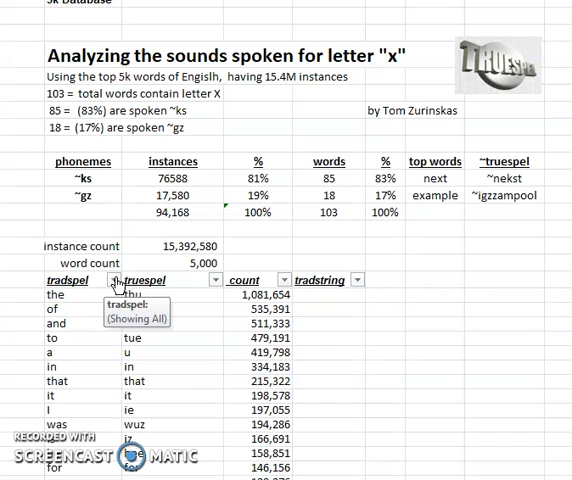 5k Database
Analyzing the sounds spoken for letter "x"
TRUESPEL
Using the top 5k words of Engislh, having 15.4M instances
103 = total words contain letter X
85 = (83%) are spoken ~ks by Tom Zurinskas
18 = (17%) are spoken ~gz
phonemes instances % words % top words ~truespel
~ks 76588 81% 85 83% next ~nekst
~gz 17,580 19% 18 17% example ~igzzampool
94,168 100% 103 100%
instance count 15,392,580
word count 5,000
tradspel truespel count tradstring
the thu 1,081,654
tradspel:
(Showing All)
of 535,391
and 511,333
to tue 479,191
a u 419,798
in in 334,183
that that 215,322
it it 198,578
I ie 197,055
was wuz 194,286
RECORDED WITH
iz 166,691
SCREENCAST MATIC
158,851
for for 146,156